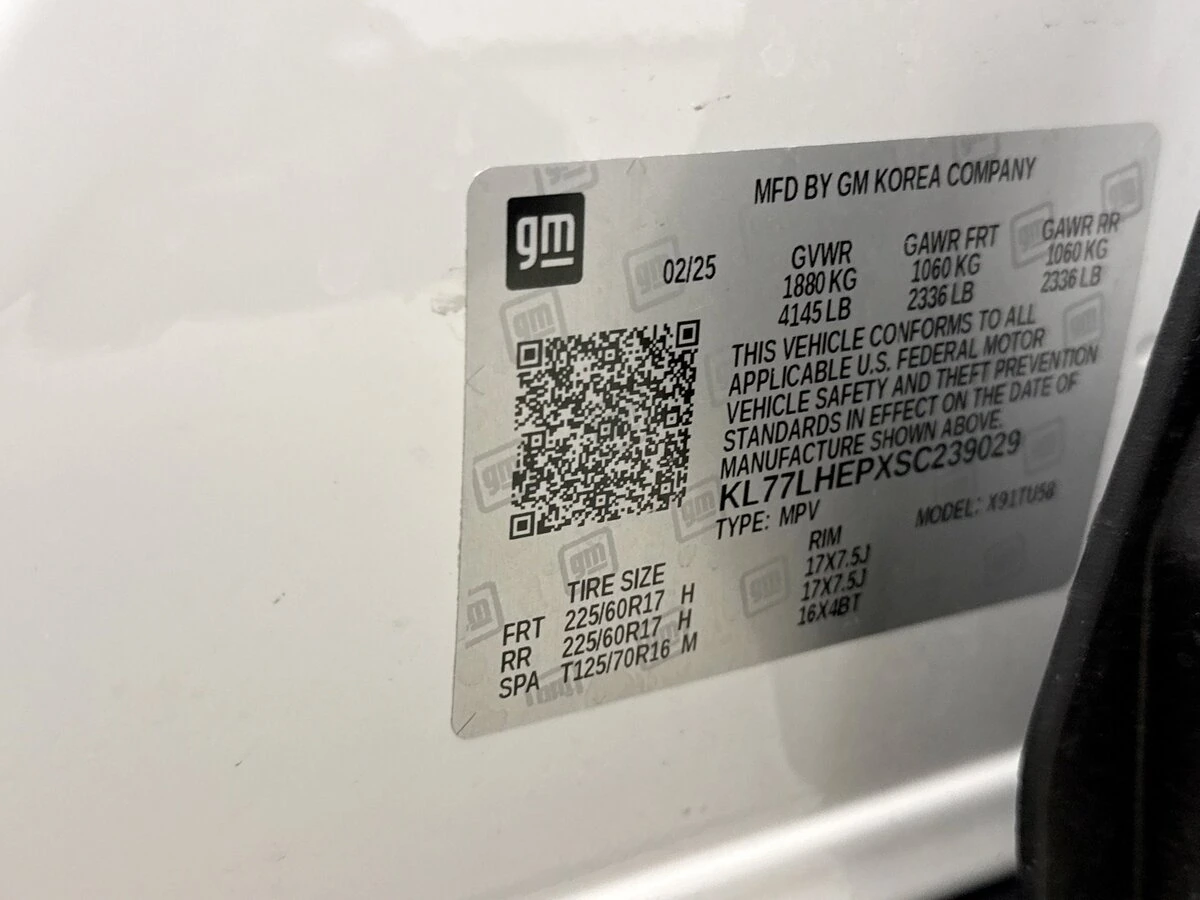 gm
MFD BY GM KOREA COMPANY
02/25
GVWR
1880 KG
4145 LB
GAWR FRT
1060 KG
2336 LB
GAWR RR
1060 KG
2336 LB
THIS VEHICLE CONFORMS TO ALL
APPLICABLE U.S. FEDERAL MOTOR
VEHICLE SAFETY AND THEFT PREVENTION
STANDARDS IN EFFECT ON THE DATE OF
MANUFACTURE SHOWN ABOVE.
KL77LHEPXSC239029
TYPE: MPV MODEL: X91TU58
TIRE SIZE RIM
FRT 225/60R17 H 17X7.5J
RR 225/60R17 H 17X7.5J
SPA T125/70R16 M 16X4BT